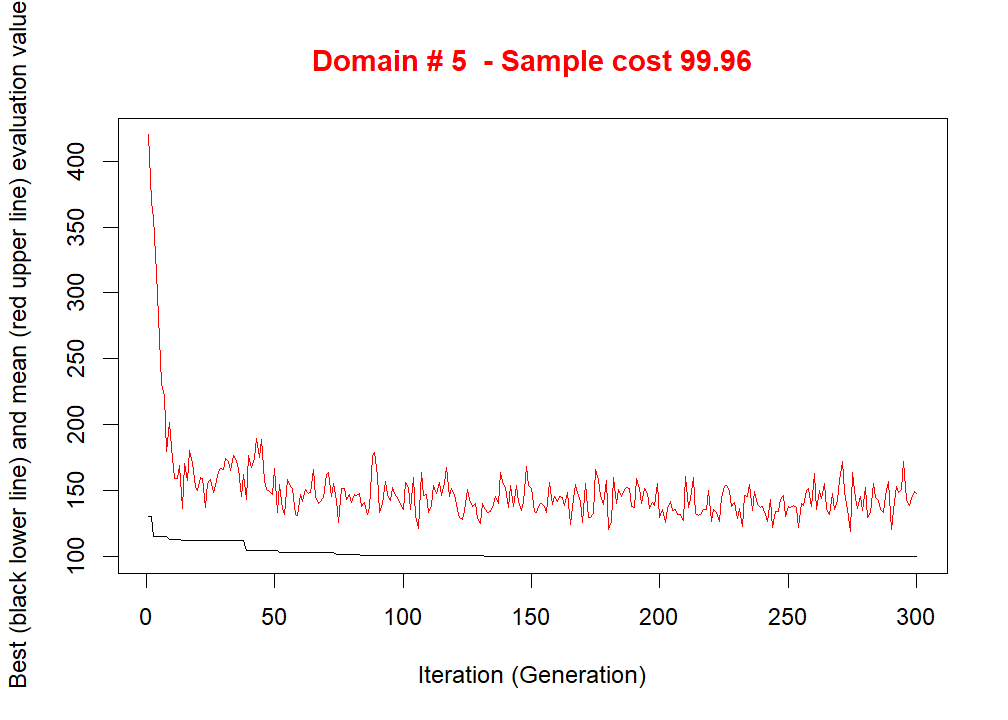 Domain # 5  - Sample cost 99.96
Best (black lower line) and mean (red upper line) evaluation value
400
350
300
250
200
150
100
0 50 100 150 200 250 300
Iteration (Generation)